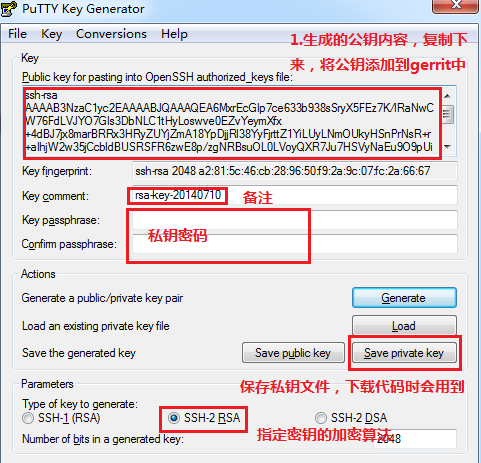 PuTTY Key Generator
File Key Conversions Help
1.生成的公钥内容，复制下
来，将公钥添加到gerrit中
Key
Public key for pasting into OpenSSH authorized_keys file:
ssh-rsa
AAAAB3NzaC1yc2EAAAABJQAAAQEA6MxrEcGlp7ce633b938sSryX5FEz7K/IRaNwC
W76FdLVJYO7Gls3DbNLC1tHyLoswve0EZvYeymXfx
+4dBJ7jx8marBRRx3HRyZUYjZmA18YpDjjRl38YyFjrttZ1YiLUyLNmOUkyHSnPrNsR+r
+alhjW2w35jCcbldBUSRSFR6zwE8p/zgNRBsuOL0LVoyQXR7Ju7HSVyNaEu9O9pUi
Key fingerprint: ssh-rsa 2048 a2:81:5c:46:cb:28:96:50:f9:2a:9c:07:fc:2a:66:67
Key comment: rsa-key-20140710 备注
Key passphrase:
私钥密码
Confirm passphrase:
Actions
Generate a public/private key pair Generate
Load an existing private key file Load
Save the generated key Save public key Save private key
保存私钥文件，下载代码时会用到
Parameters
Type of key to generate:
SSH-1 (RSA) SSH-2 RSA SSH-2 DSA
指定密钥的加密算法
Number of bits in a generated key: 2048